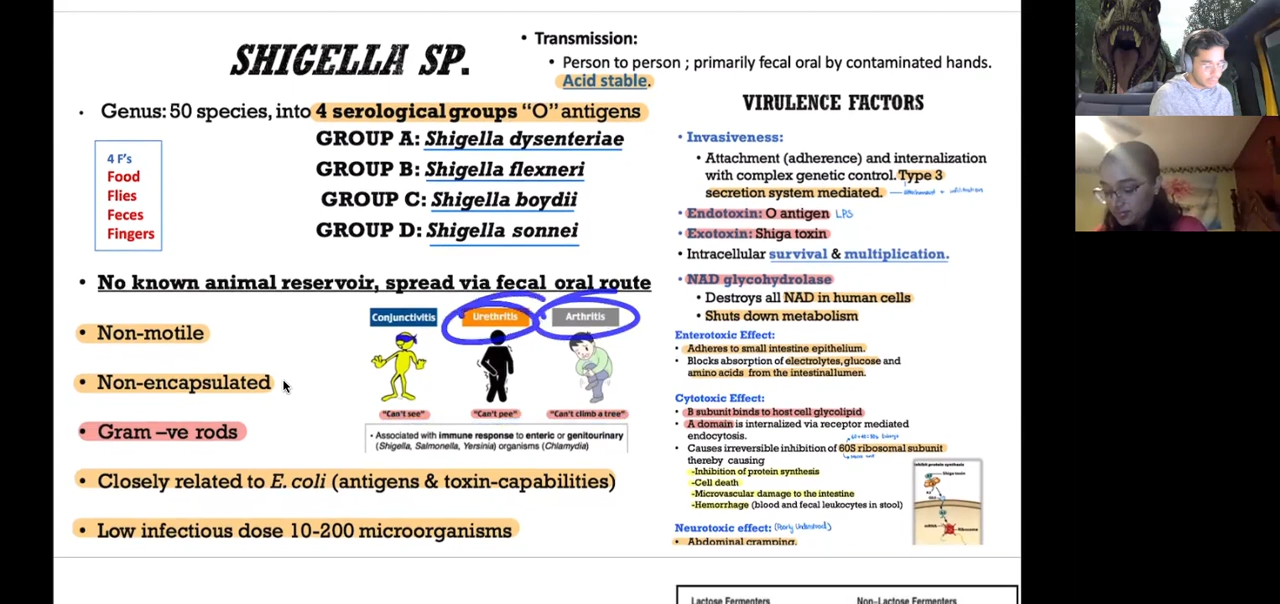 SHIGELLA SP.
• Transmission:
• Person to person ; primarily fecal oral by contaminated hands.
Acid stable.
• Genus: 50 species, into 4 serological groups “O” antigens
GROUP A: Shigella dysenteriae
GROUP B: Shigella flexneri
GROUP C: Shigella boydii
GROUP D: Shigella sonnei
4 F's
Food
Flies
Feces
Fingers
• No known animal reservoir, spread via fecal oral route
• Non-motile
• Non-encapsulated
• Gram –ve rods
• Closely related to E. coli (antigens & toxin-capabilities)
• Low infectious dose 10-200 microorganisms
Conjunctivitis
Urethritis
Arthritis
"Can't see"
"Can't pee"
"Can't climb a tree"
• Associated with immune response to enteric or genitourinary
(Shigella, Salmonella, Yersinia) organisms (Chlamydia)
VIRULENCE FACTORS
• Invasiveness:
• Attachment (adherence) and internalization
with complex genetic control. Type 3
secretion system mediated.
• Endotoxin: O antigen LPS
• Exotoxin: Shiga toxin
• Intracellular survival & multiplication.
• NAD glycohydrolase
• Destroys all NAD in human cells
• Shuts down metabolism
Enterotoxic Effect:
• Adheres to small intestine epithelium.
• Blocks absorption of electrolytes, glucose and
amino acids from the intestinallumen.
Cytotoxic Effect:
• B subunit binds to host cell glycolipid
• A domain is internalized via receptor mediated
endocytosis.
• Causes irreversible inhibition of 60S ribosomal subunit
thereby causing
-Inhibition of protein synthesis
-Cell death
-Microvascular damage to the intestine
-Hemorrhage (blood and fecal leukocytes in stool)
Neurotoxic effect: (Poorly Understood)
• Abdominal cramping.
Lactose Fermenters
Non-Lactose Fermenters